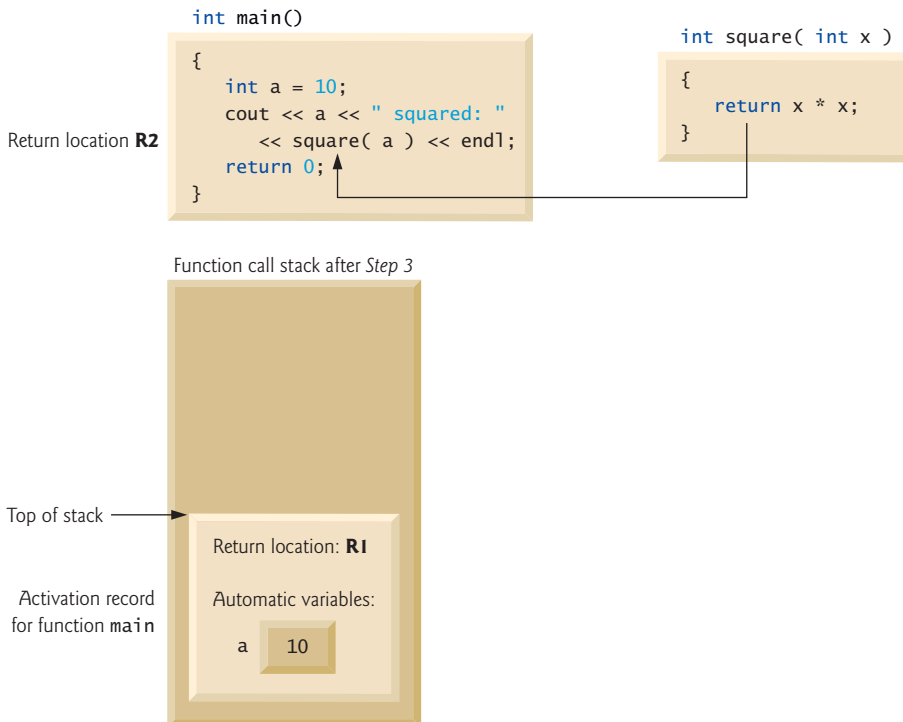 int main()
{
int a = 10;
cout << a << " squared: "
<< square( a ) << endl;
return 0;
}
Return location R2
int square( int x )
{
return x * x;
}
Function call stack after Step 3
Top of stack
Return location: R1
Activation record
for function main
Automatic variables:
a 10